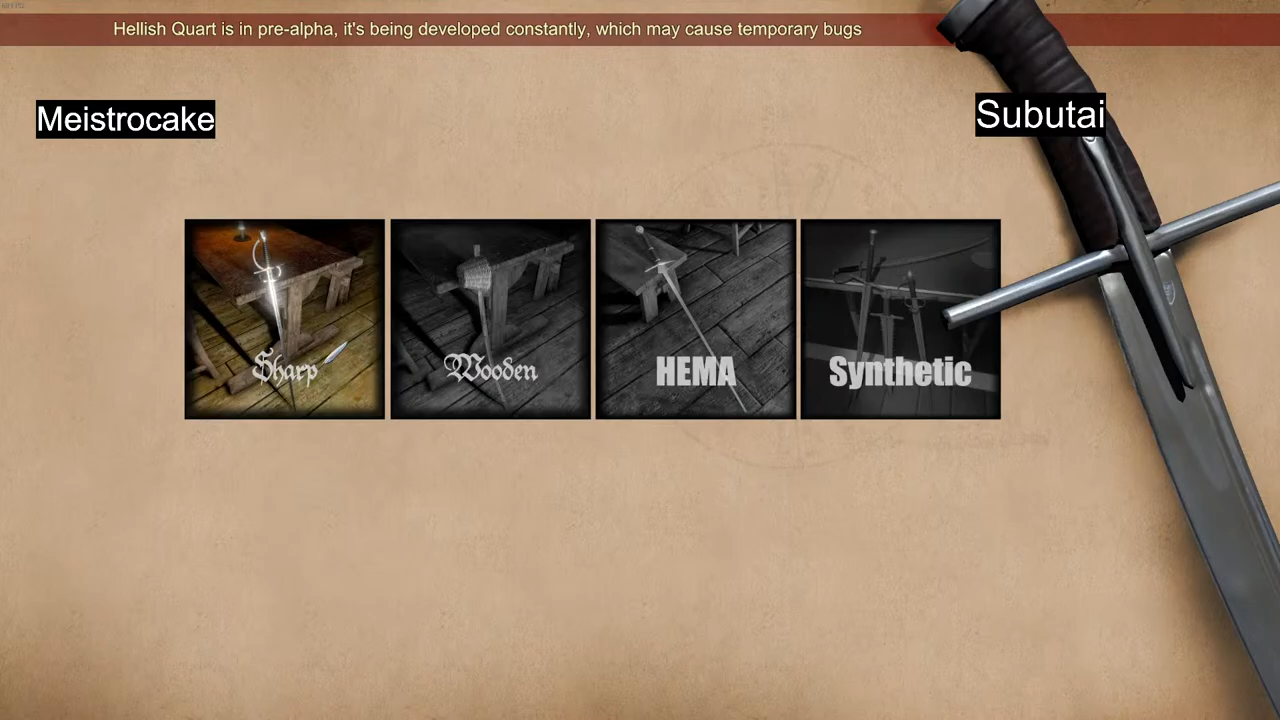 Hellish Quart is in pre-alpha, it's being developed constantly, which may cause temporary bugs
Meistrocake
Subutai
Sharp
Wooden
HEMA
Synthetic